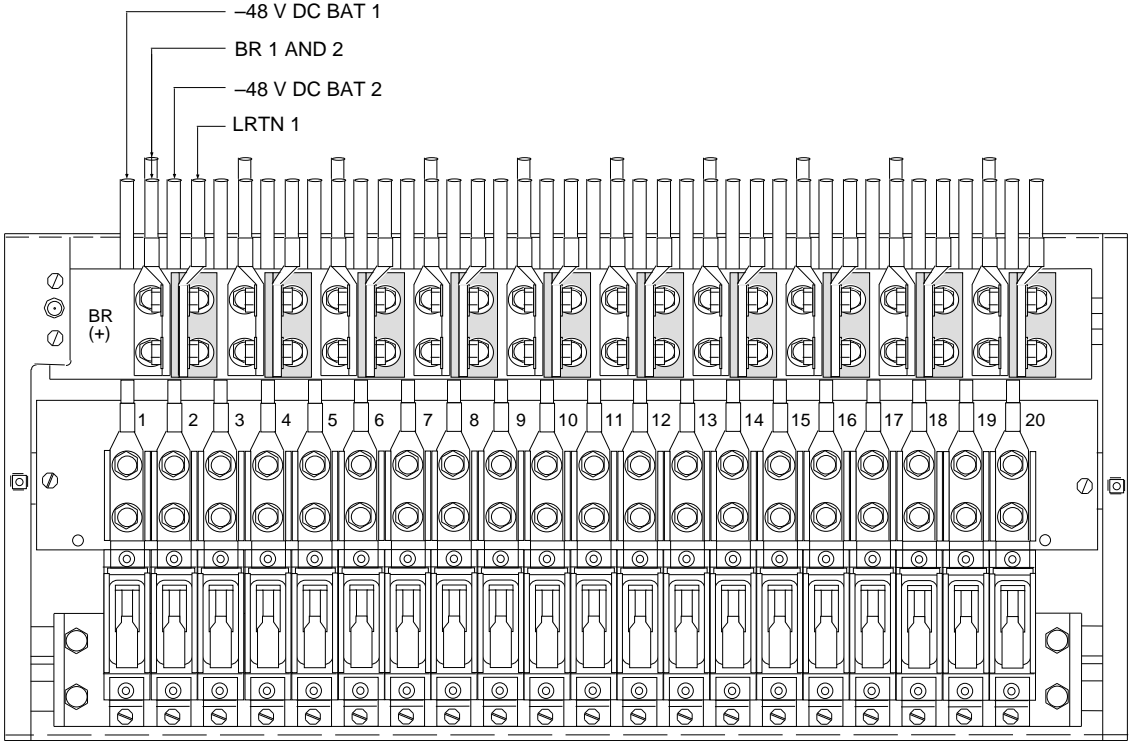 –48 V DC BAT 1
BR 1 AND 2
–48 V DC BAT 2
LRTN 1
BR
(+)
1 2 3 4 5 6 7 8 9 10 11 12 13 14 15 16 17 18 19 20